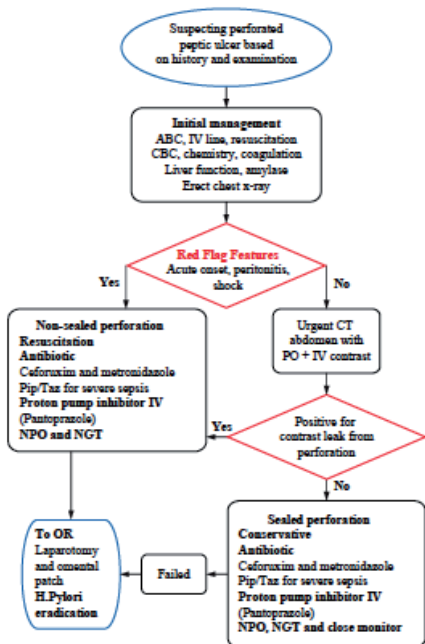 Suspecting perforated
peptic ulcer based
on history and examination
Initial management
ABC, IV line, resuscitation
CBC, chemistry, coagulation
Liver function, amylase
Erect chest x-ray
Red Flag Features
Acute onset, peritonitis,
shock
Yes
No
Non-sealed perforation
Resuscitation
Antibiotic
Ceforuxim and metronidazole
Pip/Taz for severe sepsis
Proton pump inhibitor IV
(Pantoprazole)
NPO and NGT
Urgent CT
abdomen with
PO + IV contrast
Positive for
contrast leak from
perforation
Yes
No
Sealed perforation
Conservative
Antibiotic
Ceforuxim and metronidazole
Pip/Taz for severe sepsis
Proton pump inhibitor IV
(Pantoprazole)
NPO, NGT and close monitor
Failed
To OR
Laparotomy
and omental
patch
H.Pylori
eradication